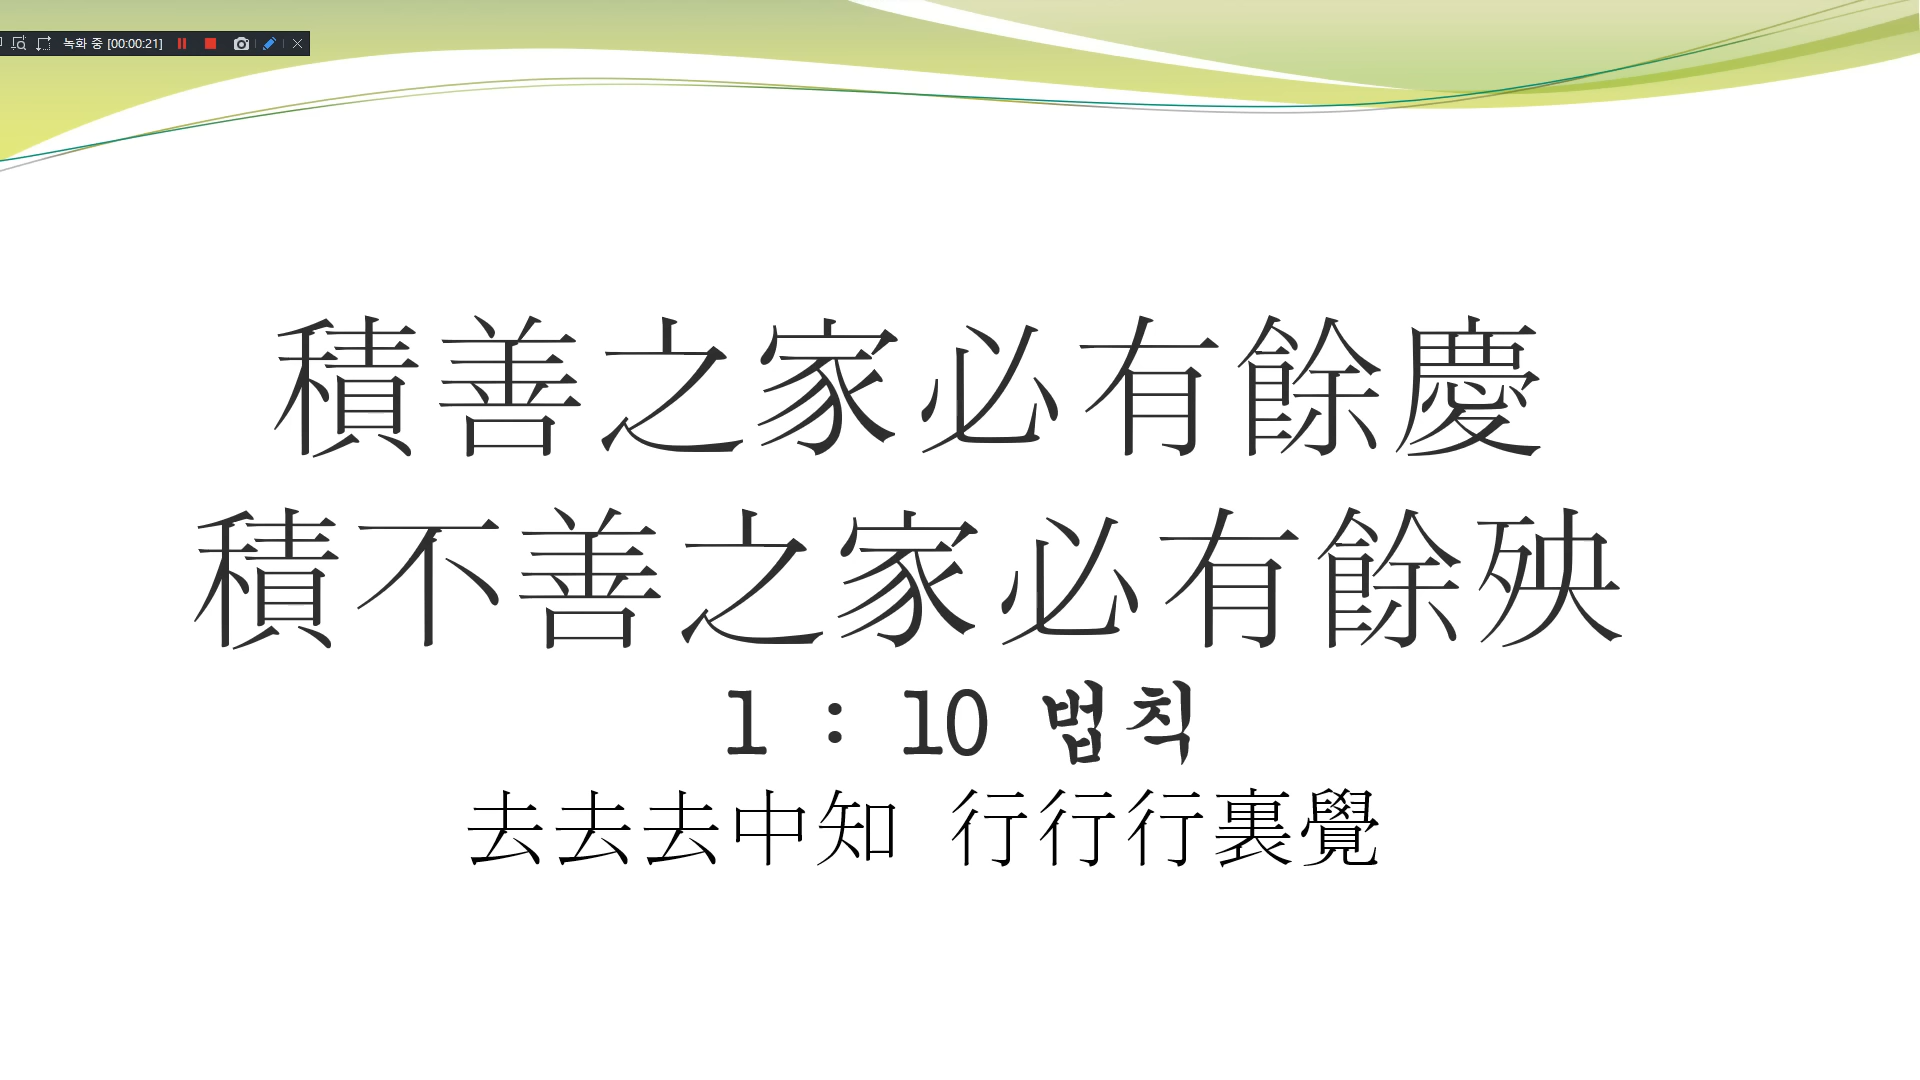 녹화 중 [00:00:21]
積善之家必有餘慶
積不善之家必有餘殃
1 : 10 법칙
去去去中知 行行行裏覺